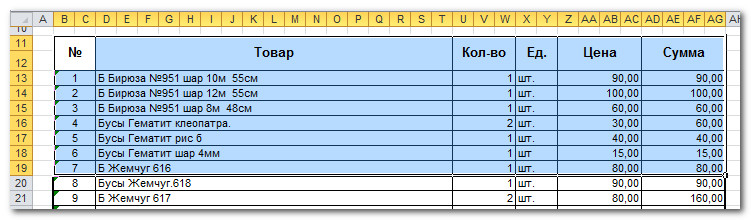 A B C D E F G H I J K L M N O P Q R S T U V W X Y Z AA AB AC AD AE AF AG AH
10
11
12
№ Товар Кол-во Ед. Цена Сумма
13 1 Б Бирюза №951 шар 10м 55см 1 шт. 90,00 90,00
14 2 Б Бирюза №951 шар 12м 55см 1 шт. 100,00 100,00
15 3 Б Бирюза №951 шар 8м 48см 1 шт. 60,00 60,00
16 4 Бусы Гематит клеопатра. 2 шт. 30,00 60,00
17 5 Бусы Гематит рис б 1 шт. 40,00 40,00
18 6 Бусы Гематит шар 4мм 1 шт 15,00 15,00
19 7 Б Жемчуг 616 1 шт. 80,00 80,00
20 8 Бусы Жемчуг.618 1 шт. 90,00 90,00
21 9 Б Жемчуг 617 2 шт. 80,00 160,00